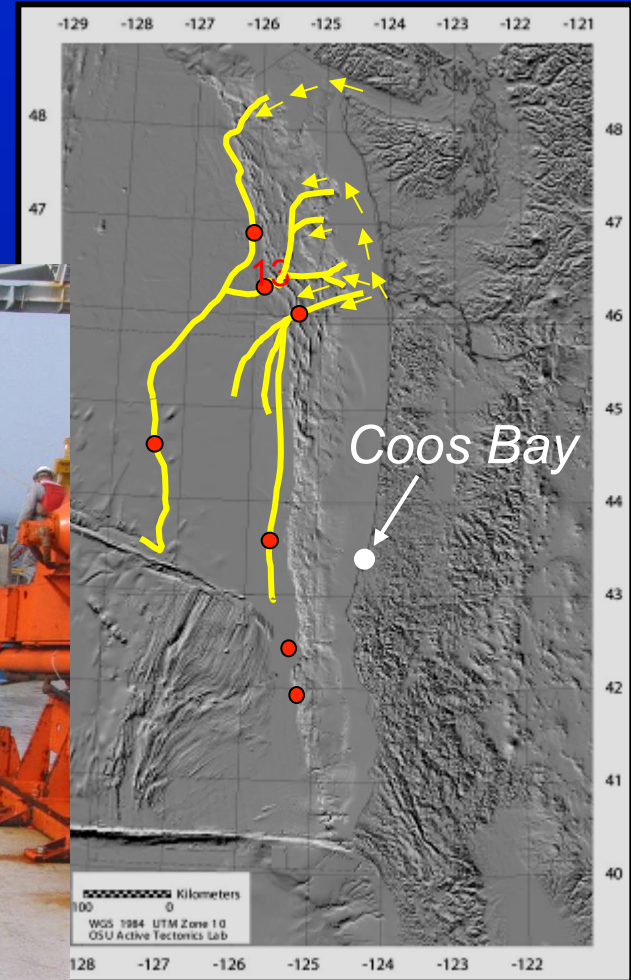 -129 -128 -127 -126 -125 -124 -123 -122 -121
48 48
47 47
13
46
45
Coos Bay
44
43
42
41
40
Kilometers
100 0
WGS 1984 UTM Zone 10
OSU Active Tectonics Lab
128 -127 -126 -125 -124 -123 -122